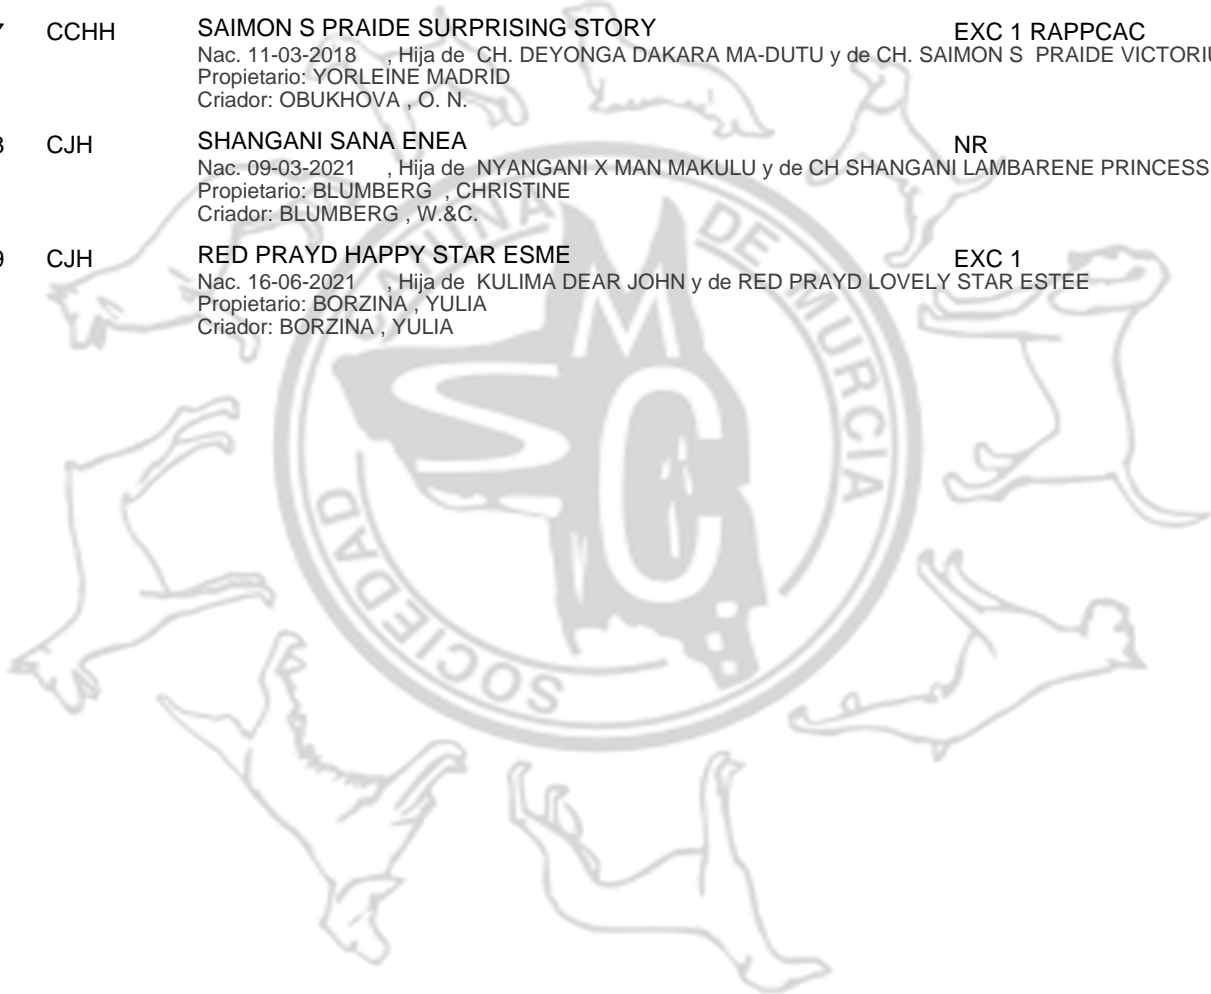 CCHH SAIMON S PRAIDE SURPRISING STORY EXC 1 RAPPCAC
Nac. 11-03-2018 , Hija de CH. DEYONGA DAKARA MA-DUTU y de CH. SAIMON S PRAIDE
Propietario: YORLEINE MADRID
Criador: OBUKHOVA , O. N.
CJH SHANGANI SANA ENEA NR
Nac. 09-03-2021 , Hija de NYANGANI X MAN MAKULU y de CH SHANGANI LAMBARENE PRINCESS
Propietario: BLUMBERG , CHRISTINE
Criador: BLUMBERG , W.&C.
9 CJH RED PRAYD HAPPY STAR ESME EXC 1
Nac. 16-06-2021 , Hija de KULIMA DEAR JOHN y de RED PRAYD LOVELY STAR ESTEE
Propietario: BORZINA , YULIA
Criador: BORZINA , YULIA
SOCIEDAD CANINA DE MURCIA
SMC